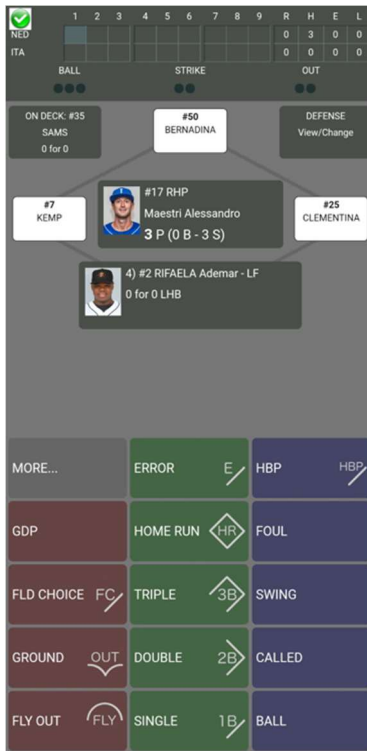 1 2 3 4 5 6 7 8 9 R H E L
NED 0 3 0 0
ITA 0 0 0 0
BALL STRIKE OUT
ON DECK: #35
SAMS
0 for 0
#50
BERNADINA
DEFENSE
View/Change
#7
KEMP
#17 RHP
Maestri Alessandro
3 P (0 B - 3 S)
#25
CLEMENTINA
4) #2 RIFAELA Ademar - LF
0 for 0 LHB
MORE... ERROR E HBP HBP
GDP HOME RUN HR FOUL
FLD CHOICE FC TRIPLE 3B SWING
GROUND OUT DOUBLE 2B CALLED
FLY OUT FLY SINGLE 1B BALL